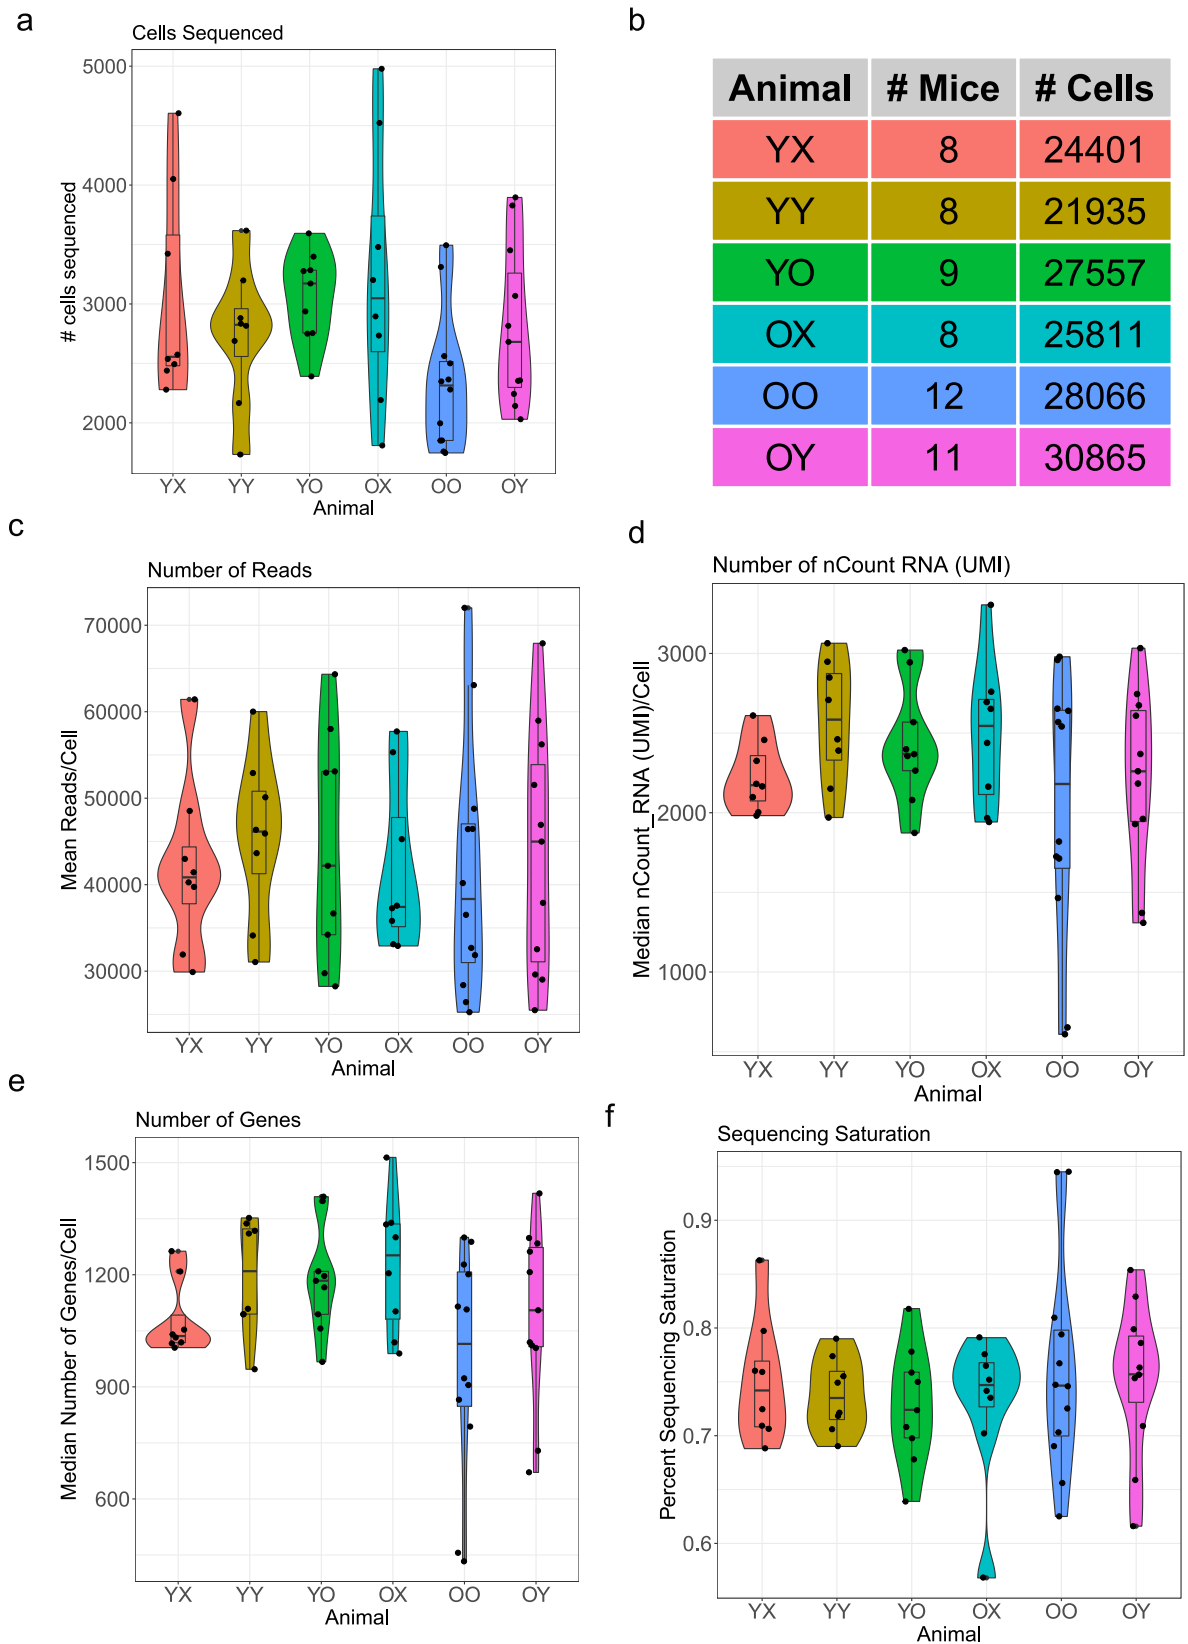 a
Cells Sequenced
# cells sequenced
5000
4000
3000
2000
YX YY YO OX OO OY
Animal
b
Animal # Mice # Cells
YX 8 24401
YY 8 21935
YO 9 27557
OX 8 25811
OO 12 28066
OY 11 30865
c
Number of Reads
Mean Reads/Cell
70000
60000
50000
40000
30000
YX YY YO OX OO OY
Animal
d
Number of nCount RNA (UMI)
Median nCount_RNA (UMI)/Cell
3000
2000
1000
YX YY YO OX OO OY
Animal
e
Number of Genes
Median Number of Genes/Cell
1500
1200
900
600
YX YY YO OX OO OY
Animal
f
Sequencing Saturation
Percent Sequencing Saturation
0.9
0.8
0.7
0.6
YX YY YO OX OO OY
Animal